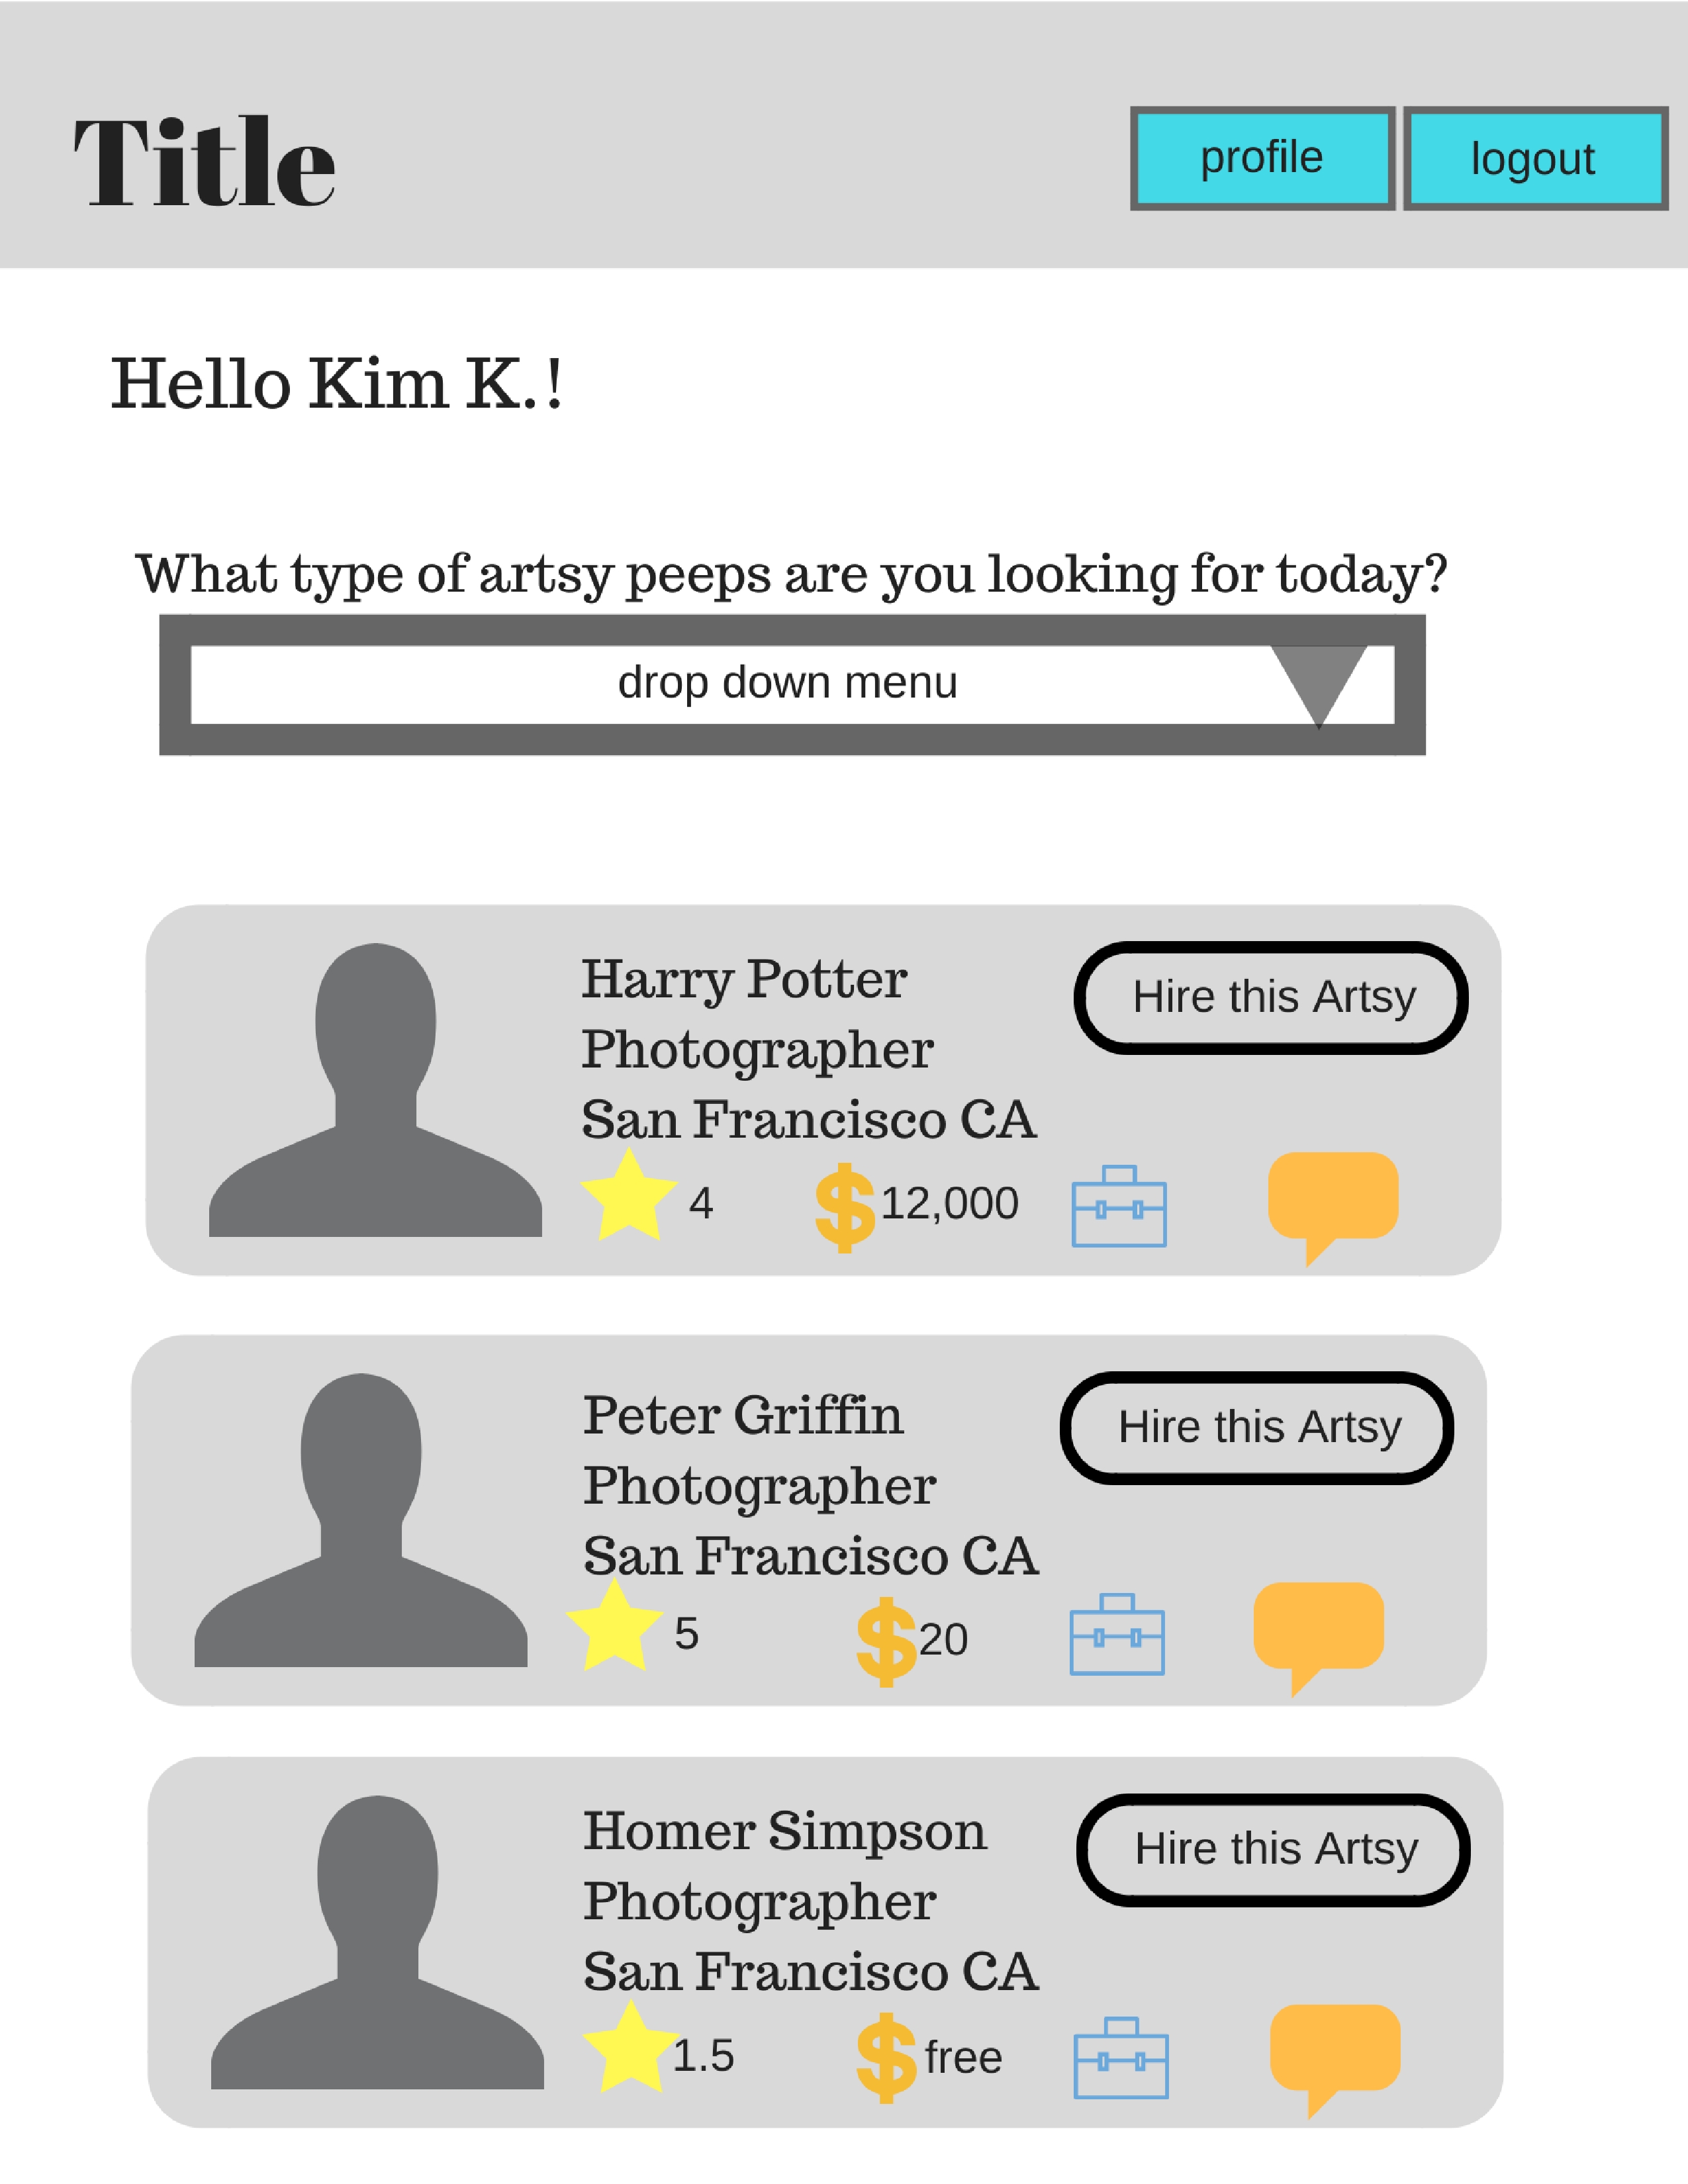 Title
profile
logout
Hello Kim K.!
What type of artsy peeps are you looking for today?
drop down menu
Harry Potter
Hire this Artsy
Photographer
San Francisco CA
4
$12,000
Peter Griffin
Hire this Artsy
Photographer
San Francisco CA
5
$20
Homer Simpson
Hire this Artsy
Photographer
San Francisco CA
1.5
$ free